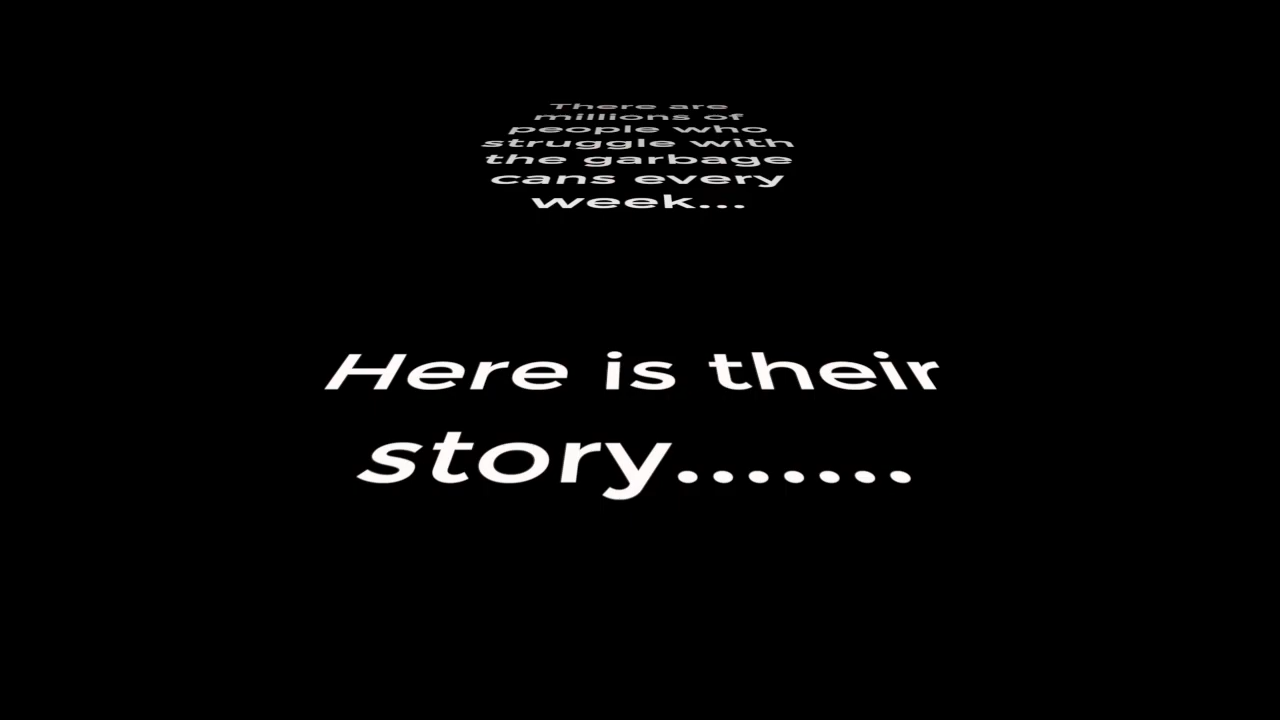 There are
millions of
people who
struggle with
the garbage
cans every
week...
Here is their
story.......